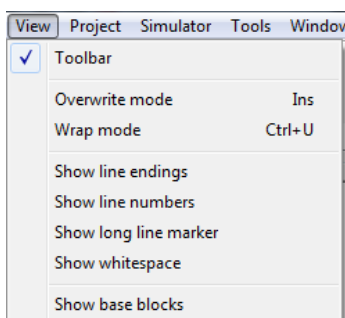 View Project Simulator Tools Window
Toolbar
Overwrite mode Ins
Wrap mode Ctrl+U
Show line endings
Show line numbers
Show long line marker
Show whitespace
Show base blocks